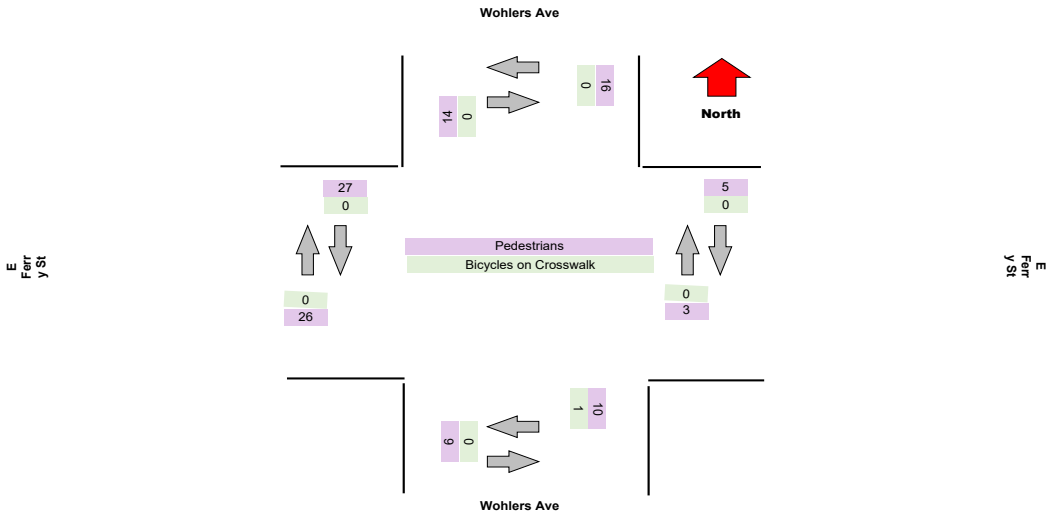 Wohlers Ave
16
0
14
0
North
27
0
5
0
Pedestrians
Bicycles on Crosswalk
E
Ferr
y St
E
Ferr
y St
0
26
0
3
10
1
6
0
Wohlers Ave